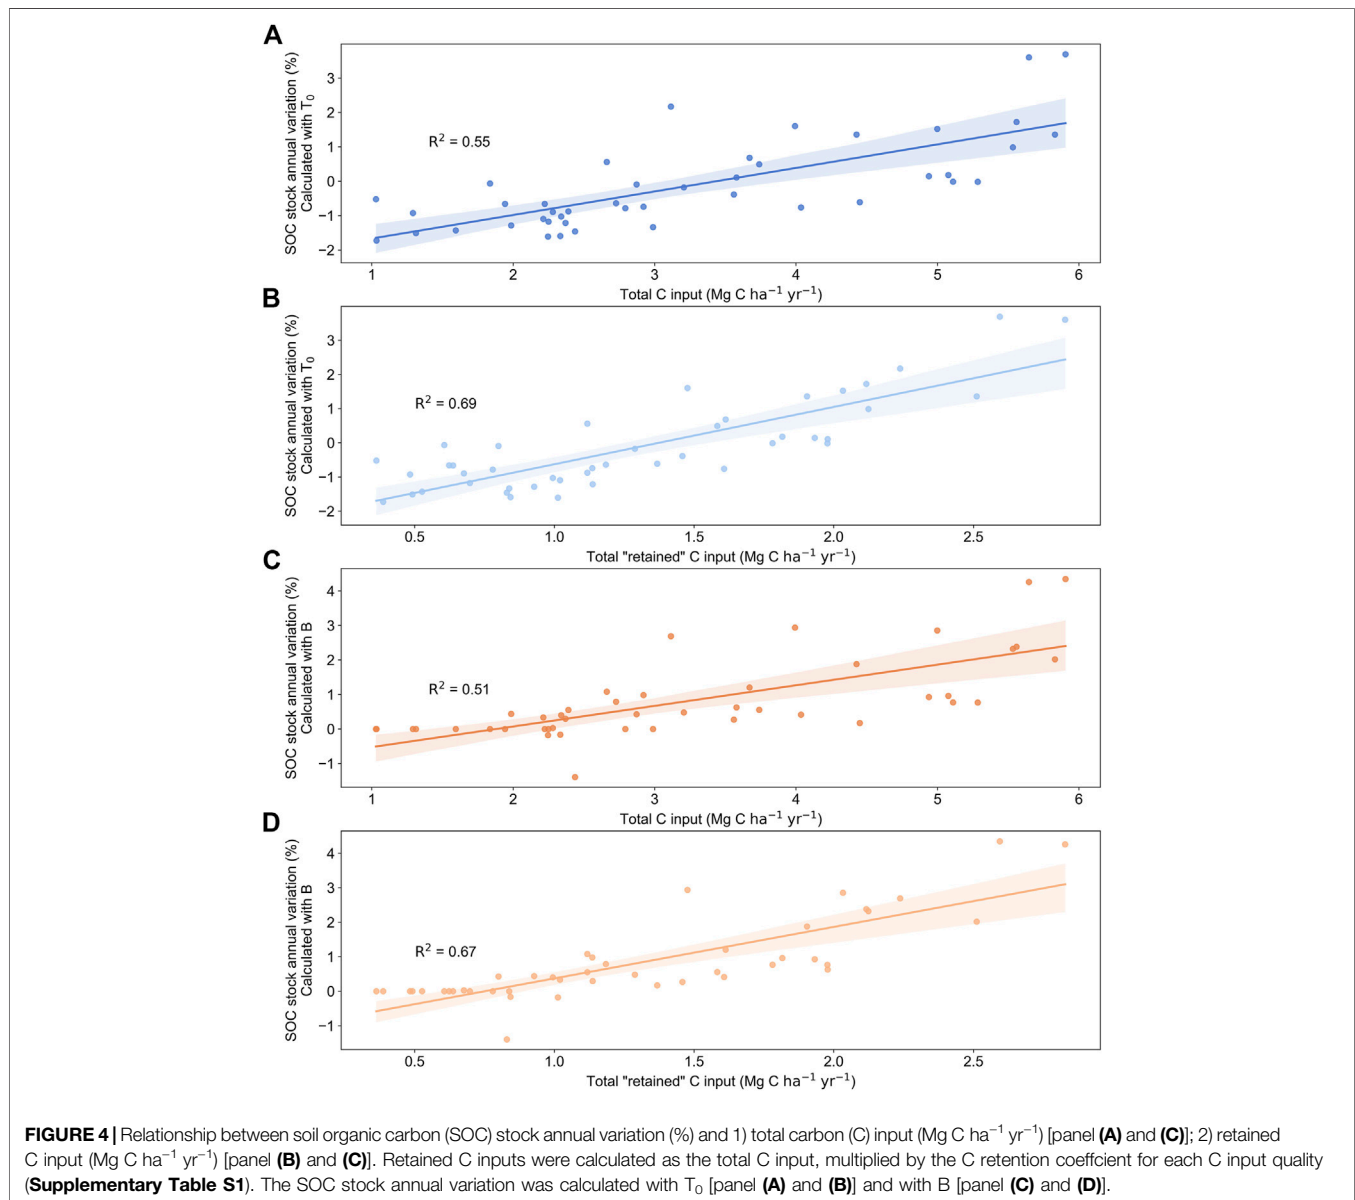 A
SOC stock annual variation (%)
Calculated with T₀
3
2
1
0
−1
−2
R² = 0.55
1 2 3 4 5 6
Total C input (Mg C ha⁻¹ yr⁻¹)
B
SOC stock annual variation (%)
Calculated with T₀
3
2
1
0
−1
−2
R² = 0.69
0.5 1.0 1.5 2.0 2.5
Total "retained" C input (Mg C ha⁻¹ yr⁻¹)
C
SOC stock annual variation (%)
Calculated with B
4
3
2
1
0
−1
R² = 0.51
1 2 3 4 5 6
Total C input (Mg C ha⁻¹ yr⁻¹)
D
SOC stock annual variation (%)
Calculated with B
4
3
2
1
0
−1
R² = 0.67
0.5 1.0 1.5 2.0 2.5
Total "retained" C input (Mg C ha⁻¹ yr⁻¹)
FIGURE 4 | Relationship between soil organic carbon (SOC) stock annual variation (%) and 1) total carbon (C) input (Mg C ha⁻¹ yr⁻¹) [panel (A) and (C)]; 2) retained
C input (Mg C ha⁻¹ yr⁻¹) [panel (B) and (C)]. Retained C inputs were calculated as the total C input, multiplied by the C retention coeffcient for each C input quality
(Supplementary Table S1). The SOC stock annual variation was calculated with T₀ [panel (A) and (B)] and with B [panel (C) and (D)].